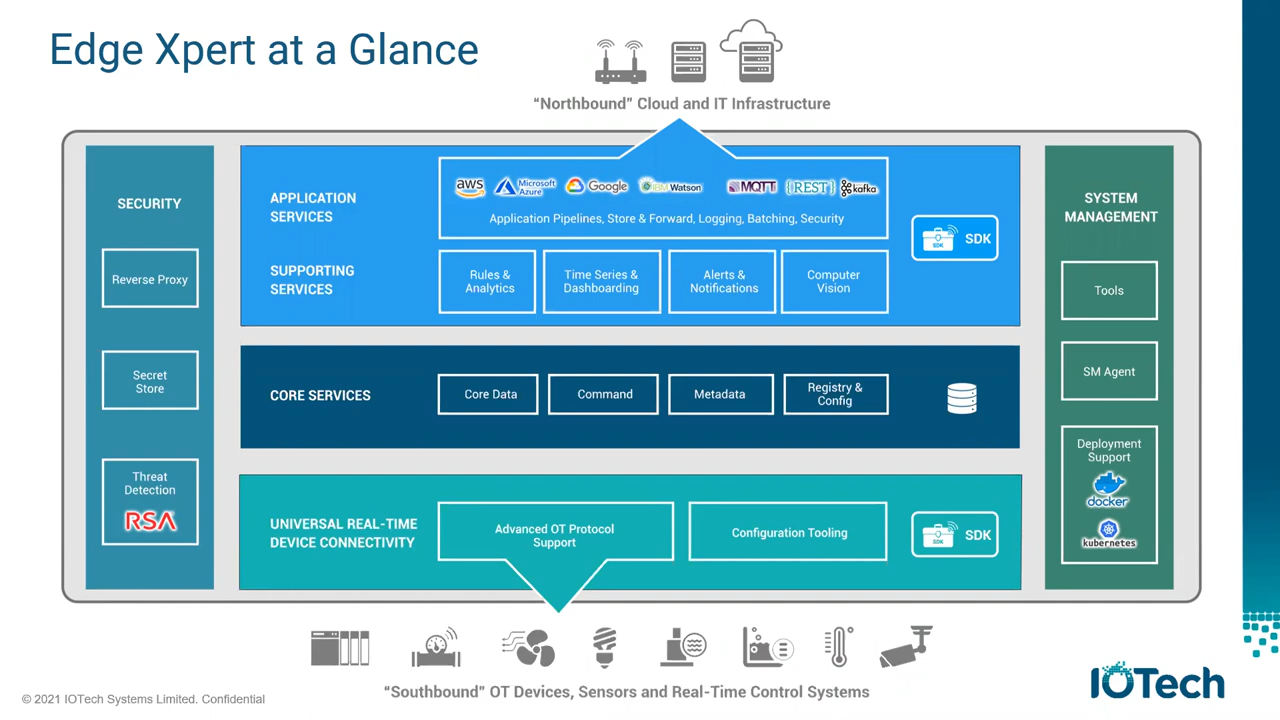 Edge Xpert at a Glance
“Northbound” Cloud and IT Infrastructure
SECURITY
Reverse Proxy
Secret
Store
Threat
Detection
RSA
APPLICATION
SERVICES
aws
Microsoft
Azure
Google
IBM Watson
MQTT
{REST}
kafka
Application Pipelines, Store & Forward, Logging, Batching, Security
SDK
SDK
SUPPORTING
SERVICES
Rules &
Analytics
Time Series &
Dashboarding
Alerts &
Notifications
Computer
Vision
CORE SERVICES
Core Data
Command
Metadata
Registry &
Config
UNIVERSAL REAL-TIME
DEVICE CONNECTIVITY
Advanced OT Protocol
Support
Configuration Tooling
SDK
SDK
SYSTEM
MANAGEMENT
Tools
SM Agent
Deployment
Support
docker
kubernetes
“Southbound” OT Devices, Sensors and Real-Time Control Systems
© 2021 IOTech Systems Limited. Confidential
IOTech